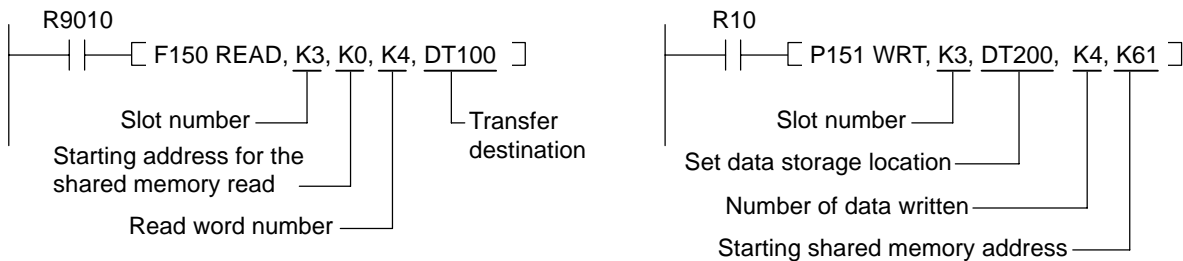 R9010
F150 READ, K3, K0, K4, DT100
Slot number
Transfer
destination
Starting address for the
shared memory read
Read word number
R10
P151 WRT, K3, DT200, K4, K61
Slot number
Set data storage location
Number of data written
Starting shared memory address